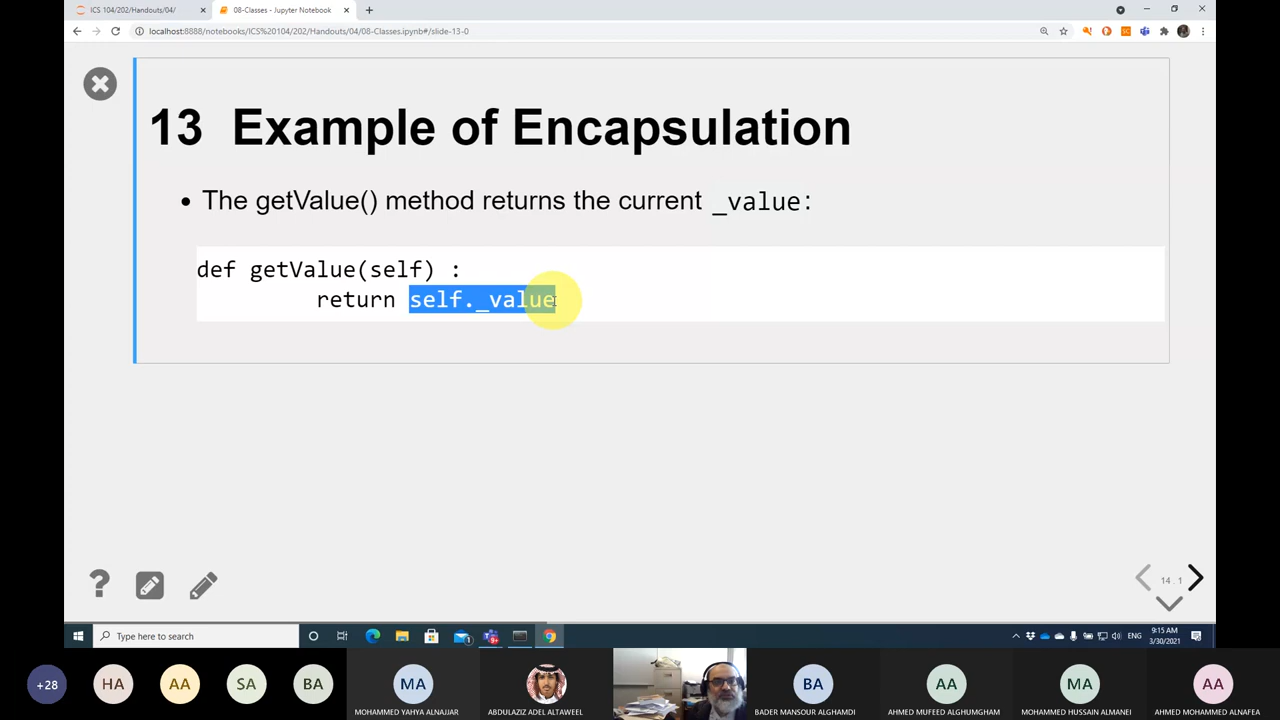 ICS 104/202/Handouts/04/
08-Classes - Jupyter Notebook
localhost:8888/notebooks/ICS%20104/202/Handouts/04/08-Classes.ipynb#/slide-13-0
13 Example of Encapsulation
• The getValue() method returns the current _value:
def getValue(self) :
return self._value
14.1
Type here to search
ENG
9:15 AM
3/30/2021
+28
HA
AA
SA
BA
MA
MOHAMMED YAHYA ALNAJJAR
ABDULAZIZ ADEL ALTAWEEL
BA
BADER MANSOUR ALGHAMDI
AA
AHMED MUFEED ALGHUMGHAM
MA
MOHAMMED HUSSAIN ALMANEI
AA
AHMED MOHAMMED ALNAFEA